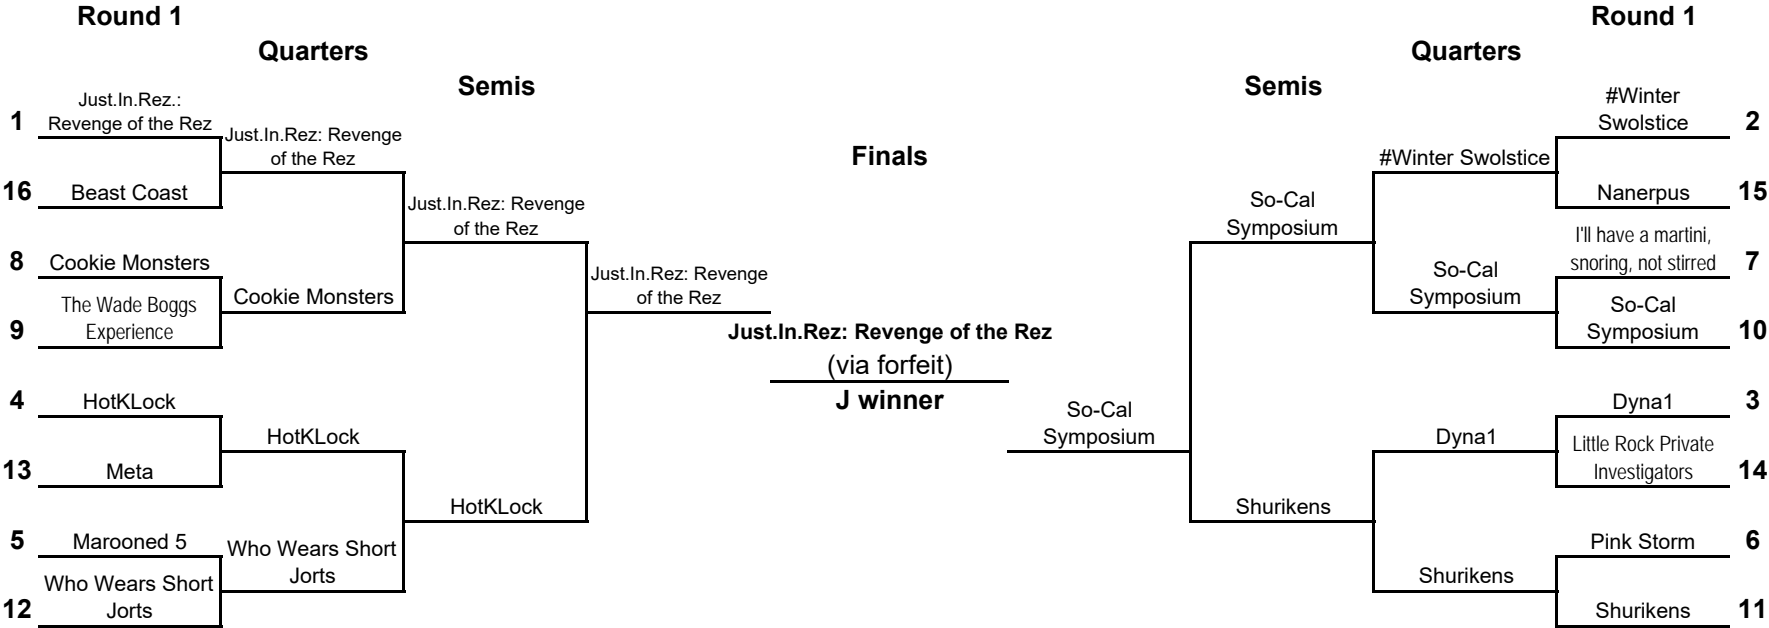 Round 1
Round 1
Quarters
Quarters
Semis
Semis
Finals
1
Just.In.Rez.:
Revenge of the Rez
16
Beast Coast
8
Cookie Monsters
9
The Wade Boggs
Experience
4
HotKLock
13
Meta
5
Marooned 5
12
Who Wears Short
Jorts
Just.In.Rez: Revenge
of the Rez
Cookie Monsters
HotKLock
Who Wears Short
Jorts
Just.In.Rez: Revenge
of the Rez
HotKLock
Just.In.Rez: Revenge
of the Rez
Just.In.Rez: Revenge of the Rez
(via forfeit)
J winner
So-Cal
Symposium
So-Cal
Symposium
Shurikens
#Winter Swolstice
So-Cal
Symposium
Dyna1
Shurikens
#Winter
Swolstice
2
Nanerpus
15
I'll have a martini,
snoring, not stirred
7
So-Cal
Symposium
10
Dyna1
3
Little Rock Private
Investigators
14
Pink Storm
6
Shurikens
11